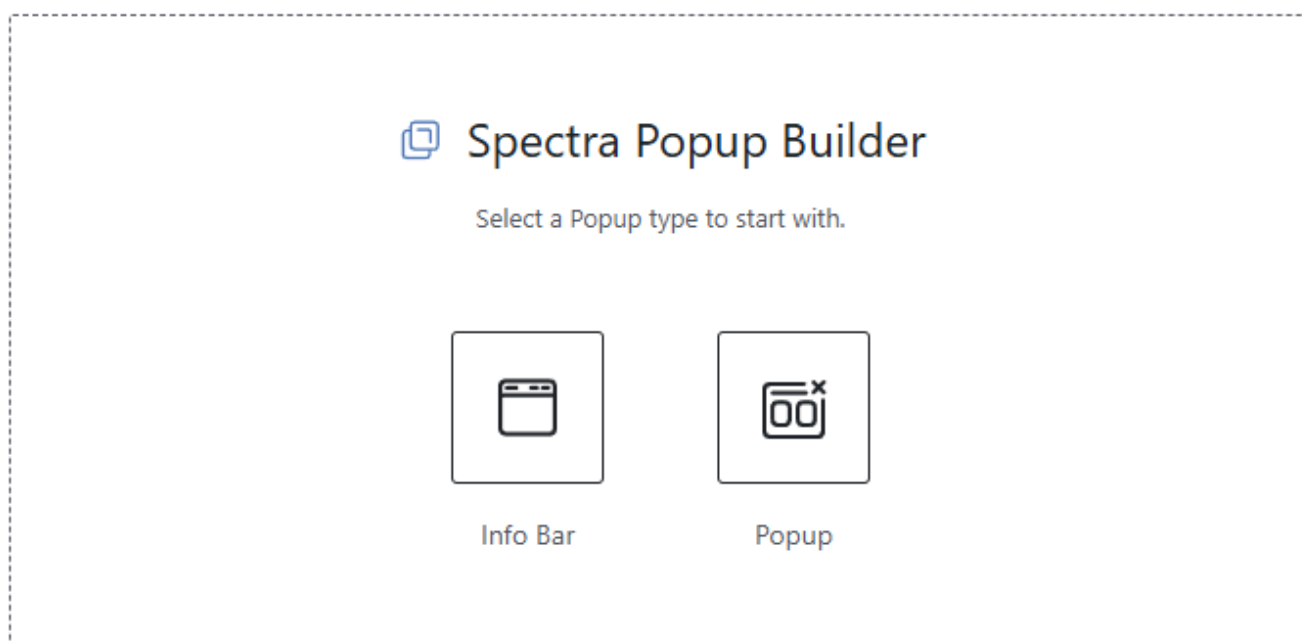 Spectra Popup Builder
Select a Popup type to start with.
Info Bar
Popup